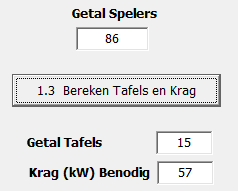 Getal Spelers
86
1.3 Bereken Tafels en Krag
Getal Tafels 15
Krag (kW) Benodig 57